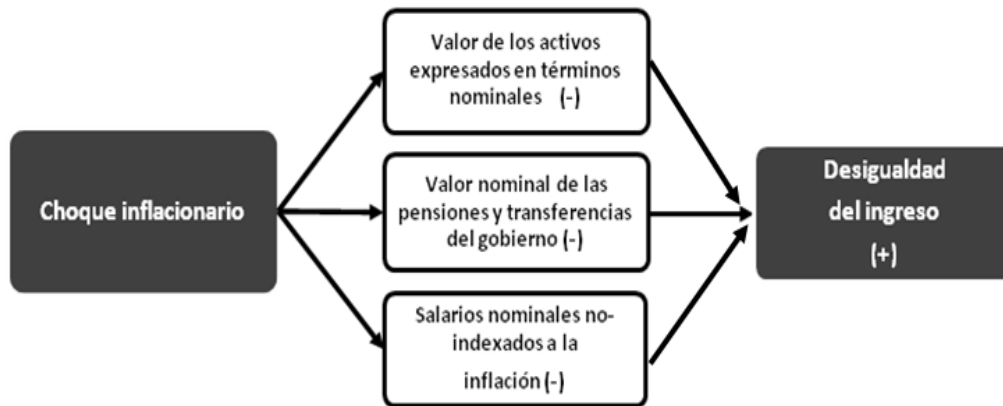 Choque inflacionario
Valor de los activos
expresados en términos
nominales (-)
Valor nominal de las
pensiones y transferencias
del gobierno (-)
Salarios nominales no-
indexados a la
inflación (-)
Desigualdad
del ingreso
(+)